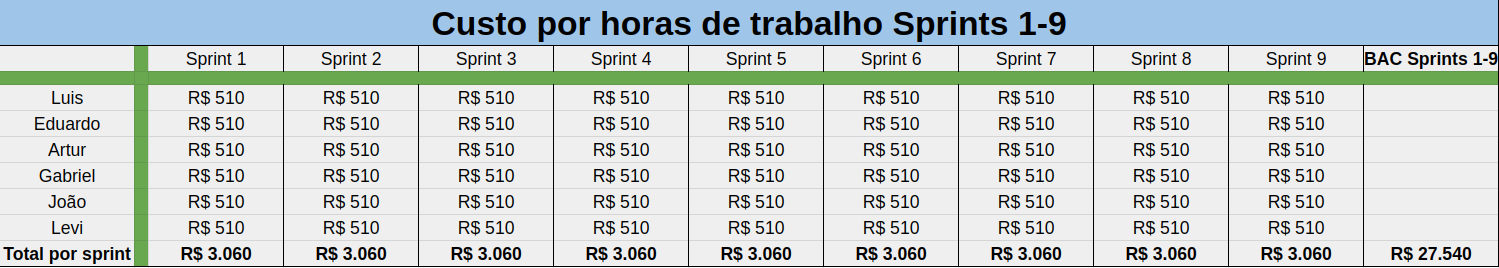 Custo por horas de trabalho Sprints 1-9
Sprint 1 Sprint 2 Sprint 3 Sprint 4 Sprint 5 Sprint 6 Sprint 7 Sprint 8 Sprint 9 BAC Sprints 1-9
Luis R$ 510 R$ 510 R$ 510 R$ 510 R$ 510 R$ 510 R$ 510 R$ 510 R$ 510
Eduardo R$ 510 R$ 510 R$ 510 R$ 510 R$ 510 R$ 510 R$ 510 R$ 510 R$ 510
Artur R$ 510 R$ 510 R$ 510 R$ 510 R$ 510 R$ 510 R$ 510 R$ 510 R$ 510
Gabriel R$ 510 R$ 510 R$ 510 R$ 510 R$ 510 R$ 510 R$ 510 R$ 510 R$ 510
João R$ 510 R$ 510 R$ 510 R$ 510 R$ 510 R$ 510 R$ 510 R$ 510 R$ 510
Levi R$ 510 R$ 510 R$ 510 R$ 510 R$ 510 R$ 510 R$ 510 R$ 510 R$ 510
Total por sprint R$ 3.060 R$ 3.060 R$ 3.060 R$ 3.060 R$ 3.060 R$ 3.060 R$ 3.060 R$ 3.060 R$ 3.060 R$ 27.540